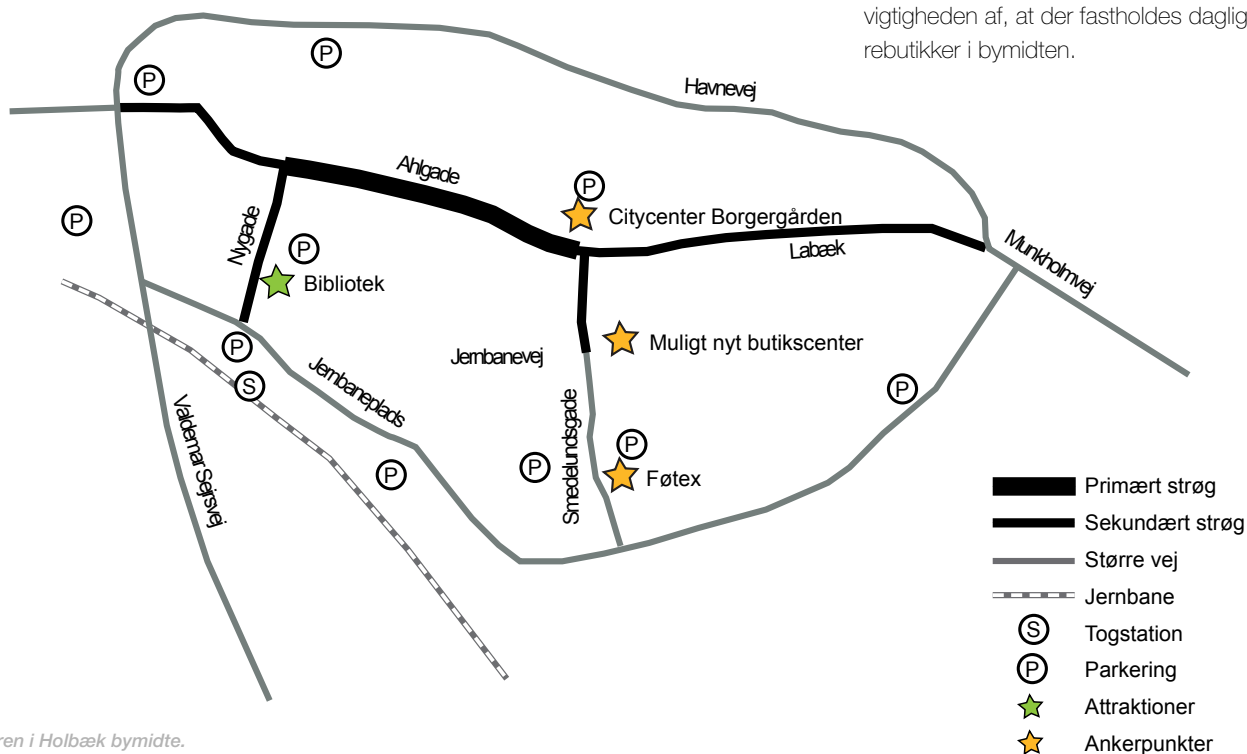 vigtigheden af, at der fastholdes daglig
rebutikker i bymidten.
P
P
Havnevej
Ahlgade
P
Citycenter Borgergården
P
Nygade
P
Labæk
Munkholmvej
Bibliotek
P
Jernbanevej
Muligt nyt butikscenter
S
Jernbaneplads
P
Valdemar Sejrsvej
Smedelundsgade
P
P
P
Føtex
Primært strøg
Sekundært strøg
Større vej
Jernbane
S Togstation
P Parkering
Attraktioner
Ankerpunkter
ren i Holbæk bymidte.